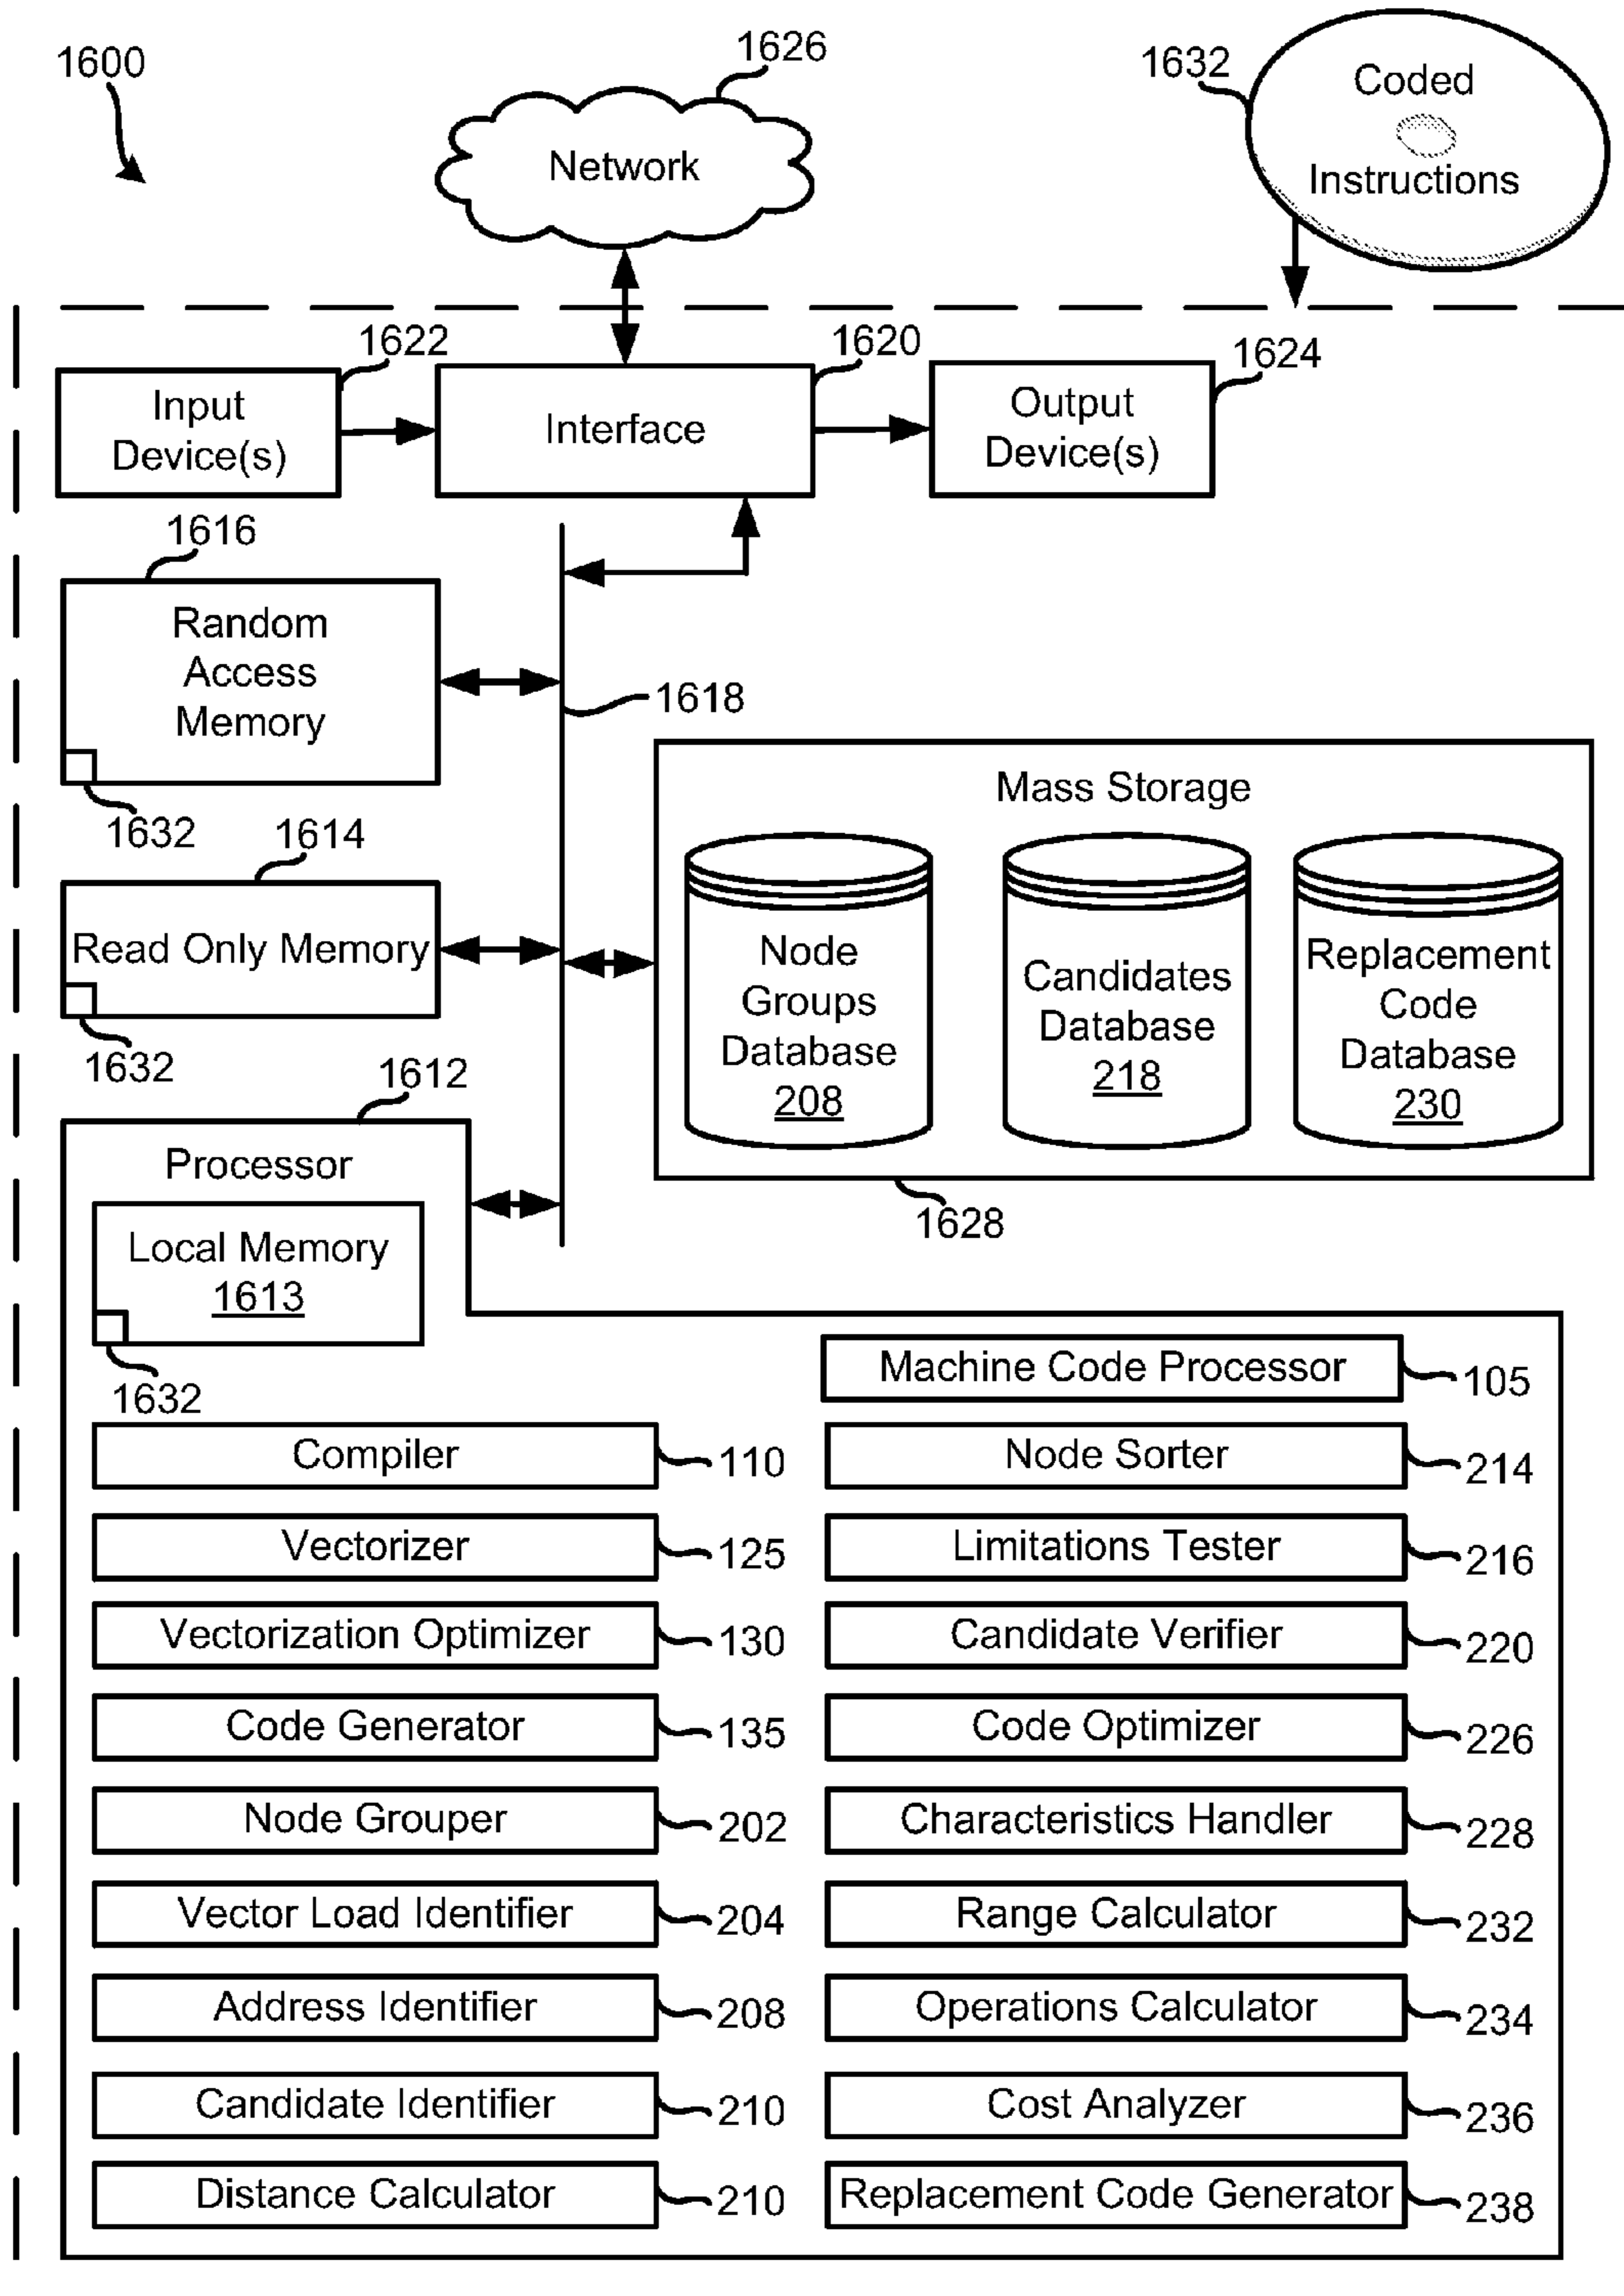 1600
1626
Network
1632
Coded
Instructions
1622
Input
Device(s)
1620
Interface
1624
Output
Device(s)
1616
Random
Access
Memory
1632
1618
1614
Read Only Memory
1632
Mass Storage
Node
Groups
Database
208
Candidates
Database
218
Replacement
Code
Database
230
1628
1612
Processor
Local Memory
1613
1632
Machine Code Processor
105
Compiler
110
Node Sorter
214
Vectorizer
125
Limitations Tester
216
Vectorization Optimizer
130
Candidate Verifier
220
Code Generator
135
Code Optimizer
226
Node Grouper
202
Characteristics Handler
228
Vector Load Identifier
204
Range Calculator
232
Address Identifier
208
Operations Calculator
234
Candidate Identifier
210
Cost Analyzer
236
Distance Calculator
210
Replacement Code Generator
238